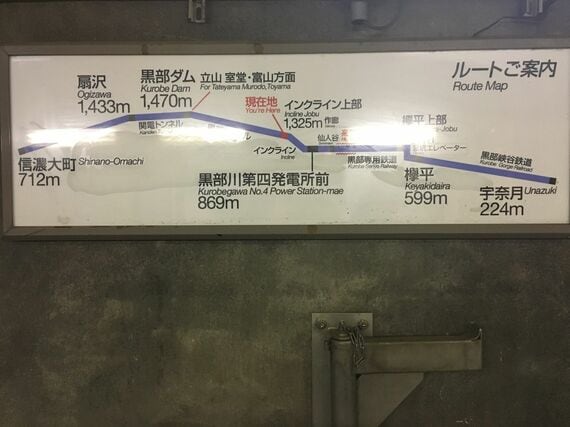 ルートご案内
Route Map
扇沢
Ogizawa
1,433m
黒部ダム
Kurobe Dam
1,470m
立山 室堂・富山方面
For Tateyama Murodo,Toyama
現在地
You're Here
インクライン上部
Incline Jobu
1,325m
作廊
仙人谷
欅平上部
関電トンネル
インクライン
Incline
黒部専用鉄道
エレベーター
黒部峡谷鉄道
Kurobe Gorge Railroad
信濃大町
Shinano-Omachi
712m
黒部川第四発電所前
Kurobegawa No.4 Power Station-mae
869m
欅平
Keyakidaira
599m
宇奈月
Unazuki
224m